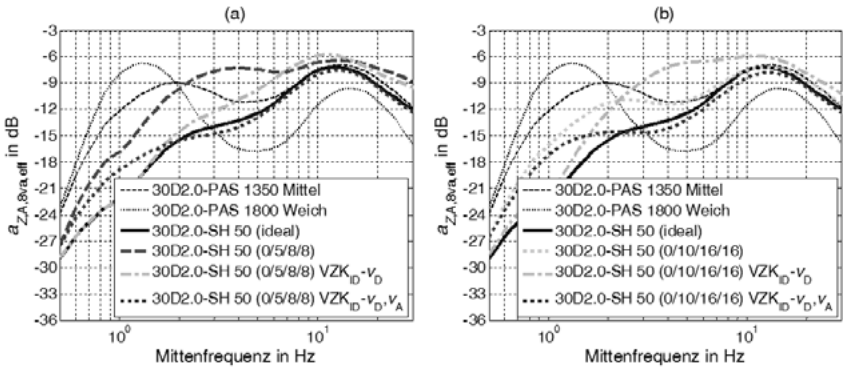 (a)
-3
-6
-9
-12
-15
-18
-21
-24
-27
-30
-33
-36
a_Z,A,8va,eff in dB
30D2.0-PAS 1350 Mittel
30D2.0-PAS 1800 Weich
30D2.0-SH 50 (ideal)
30D2.0-SH 50 (0/5/8/8)
30D2.0-SH 50 (0/5/8/8) VZK_ID-v_D
30D2.0-SH 50 (0/5/8/8) VZK_ID-v_D,v_A
10^0
10^1
Mittenfrequenz in Hz
(b)
-3
-6
-9
-12
-15
-18
-21
-24
-27
-30
-33
-36
a_Z,A,8va,eff in dB
30D2.0-PAS 1350 Mittel
30D2.0-PAS 1800 Weich
30D2.0-SH 50 (ideal)
30D2.0-SH 50 (0/10/16/16)
30D2.0-SH 50 (0/10/16/16) VZK_ID-v_D
30D2.0-SH 50 (0/10/16/16) VZK_ID-v_D,v_A
10^0
10^1
Mittenfrequenz in Hz